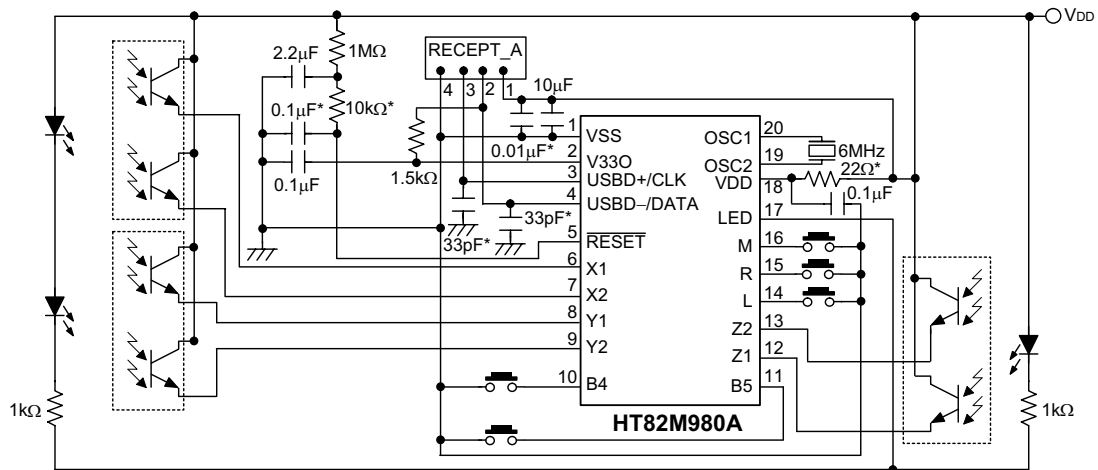 VDD
2.2μF
1MΩ
RECEPT_A
4 3 2 1
10μF
0.1μF*
10kΩ*
0.01μF*
0.1μF
1.5kΩ
33pF*
33pF*
1 VSS
2 V33O
3 USBD+/CLK
4 USBD–/DATA
5 RESET
6 X1
7 X2
8 Y1
9 Y2
10 B4
OSC1 20
OSC2 19
VDD 18
LED 17
M 16
R 15
L 14
Z2 13
Z1 12
B5 11
6MHz
22Ω*
0.1μF
HT82M980A
1kΩ
1kΩ